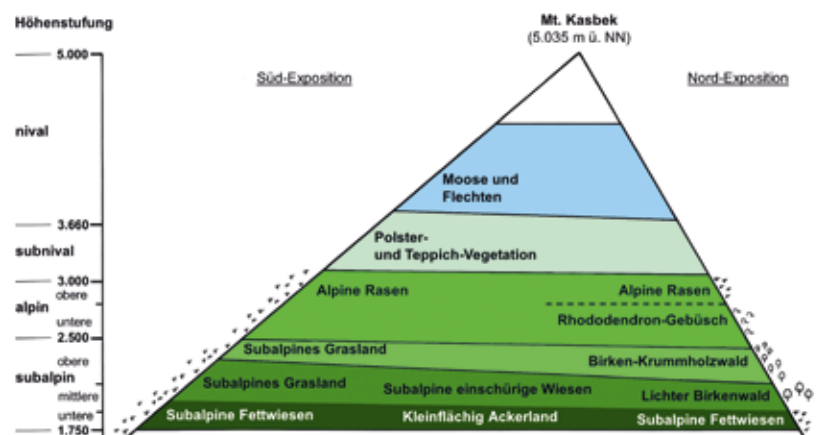 Höhenstufung
Mt. Kasbek
(5.035 m ü. NN)
5.000
Süd-Exposition
Nord-Exposition
nival
Moose und
Flechten
3.660
subnival
Polster-
und Teppich-Vegetation
3.000
obere
alpin
untere
Alpine Rasen
Alpine Rasen
Rhododendron-Gebüsch
2.500
obere
Subalpines Grasland
Birken-Krummholzwald
subalpin
mittlere
Subalpines Grasland
Subalpine einschürige Wiesen
Lichter Birkenwald
untere
Subalpine Fettwiesen
Kleinflächig Ackerland
Subalpine Fettwiesen
1.750